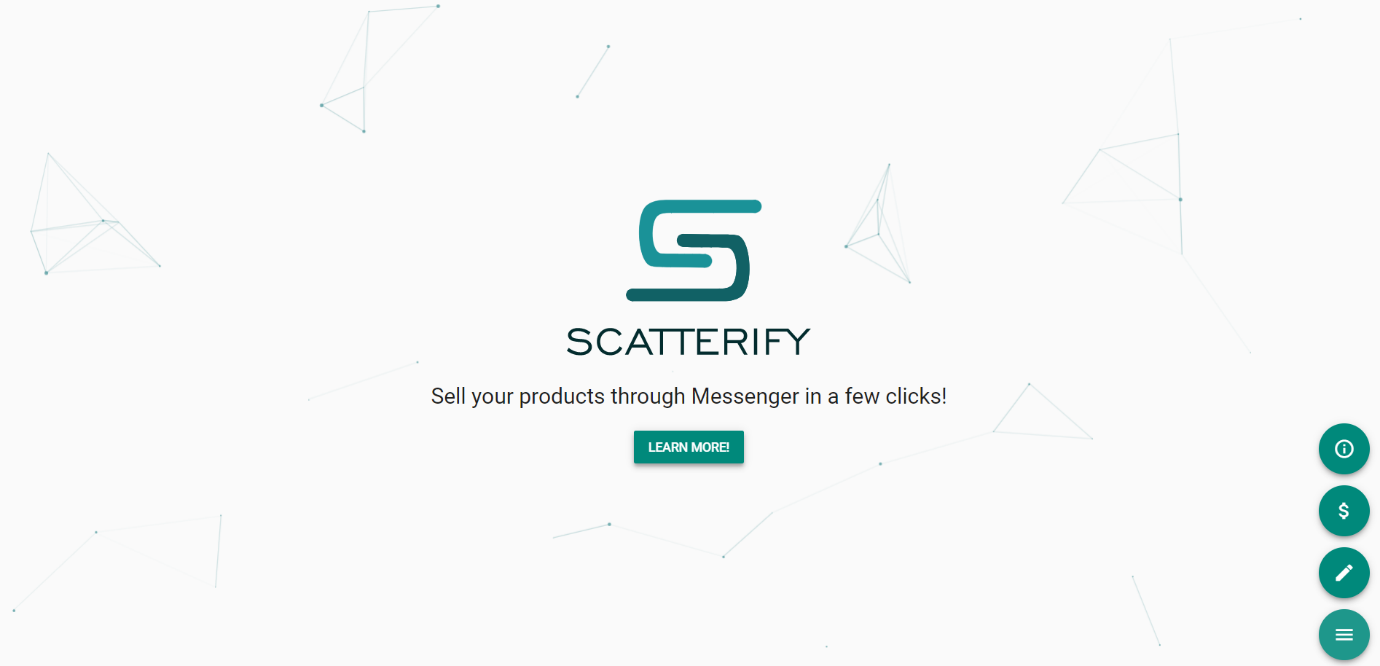 SCATTERIFY
Sell your products through Messenger in a few clicks!
LEARN MORE!
$